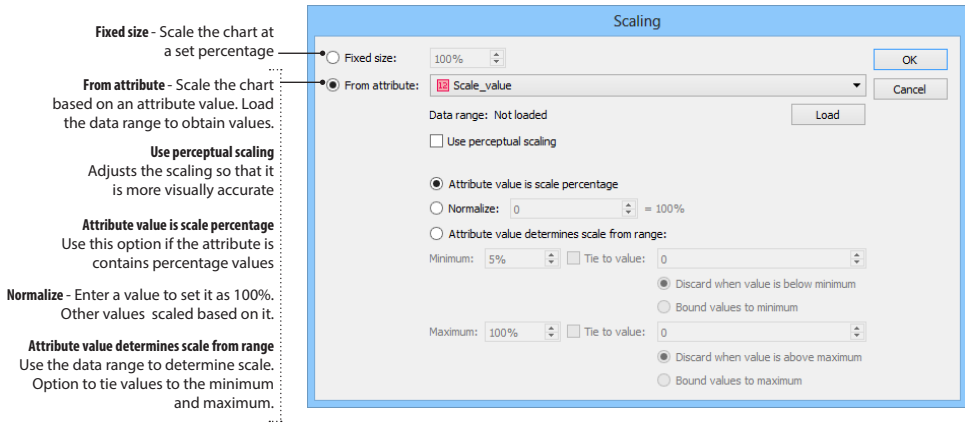 Fixed size - Scale the chart at
a set percentage
From attribute - Scale the chart
based on an attribute value. Load
the data range to obtain values.
Use perceptual scaling
Adjusts the scaling so that it
is more visually accurate
Attribute value is scale percentage
Use this option if the attribute is
contains percentage values
Normalize - Enter a value to set it as 100%.
Other values scaled based on it.
Attribute value determines scale from range
Use the data range to determine scale.
Option to tie values to the minimum
and maximum.
Scaling
Fixed size: 100%
OK
From attribute: 12 Scale_value
Cancel
Data range: Not loaded Load
Use perceptual scaling
Attribute value is scale percentage
Normalize: 0 = 100%
Attribute value determines scale from range:
Minimum: 5% Tie to value: 0
Discard when value is below minimum
Bound values to minimum
Maximum: 100% Tie to value: 0
Discard when value is above maximum
Bound values to maximum